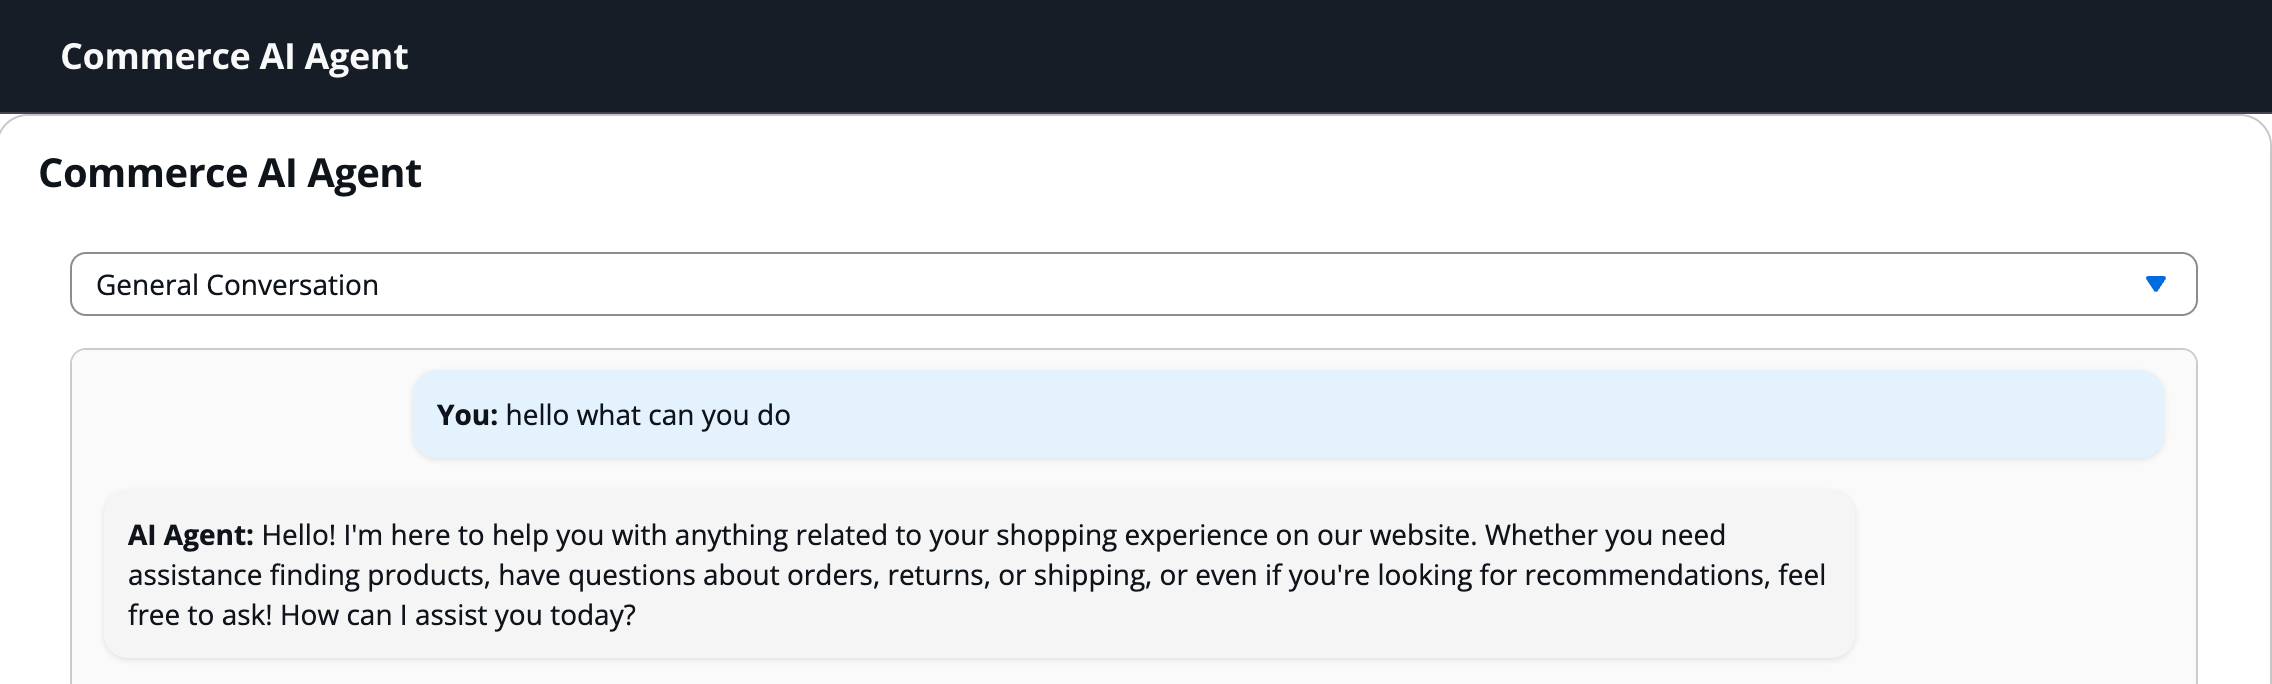 Commerce AI Agent
Commerce AI Agent
General Conversation
You: hello what can you do
AI Agent: Hello! I'm here to help you with anything related to your shopping experience on our website. Whether you need
assistance finding products, have questions about orders, returns, or shipping, or even if you're looking for recommendations, feel
free to ask! How can I assist you today?